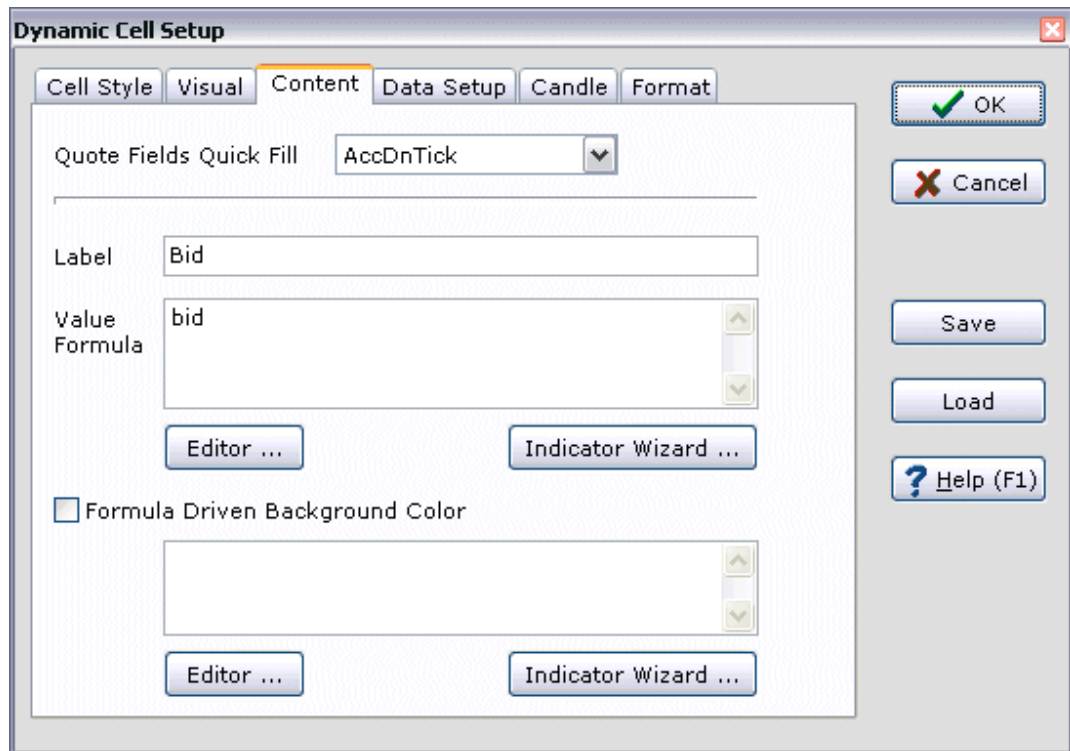 Dynamic Cell Setup
Cell Style Visual Content Data Setup Candle Format
Quote Fields Quick Fill AccDnTick
Label Bid
Value Formula bid
Editor ... Indicator Wizard ...
Formula Driven Background Color
Editor ... Indicator Wizard ...
OK
Cancel
Save
Load
? Help (F1)